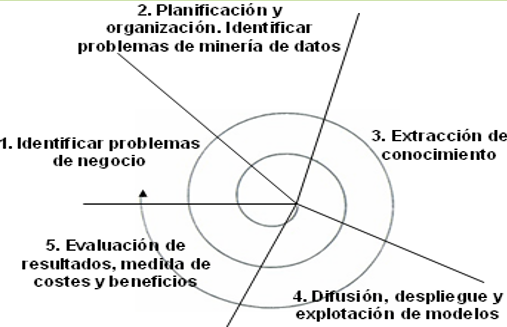 2. Planificación y
organización. Identificar
problemas de minería de datos
1. Identificar problemas
de negocio
3. Extracción de
conocimiento
5. Evaluación de
resultados, medida de
costes y beneficios
4. Difusión, despliegue y
explotación de modelos